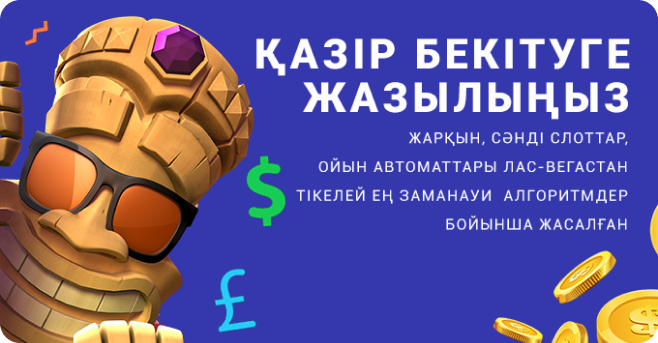 ҚАЗІР БЕКІТУГЕ
ЖАЗЫЛЫҢЫЗ
ЖАРҚЫН, СӘНДІ СЛОТТАР,
ОЙЫН АВТОМАТТАРЫ ЛАС-ВЕГАСТАН
ТІКЕЛЕЙ ЕҢ ЗАМАНАУИ АЛГОРИТМДЕР
БОЙЫНША ЖАСАЛҒАН
$
£
$